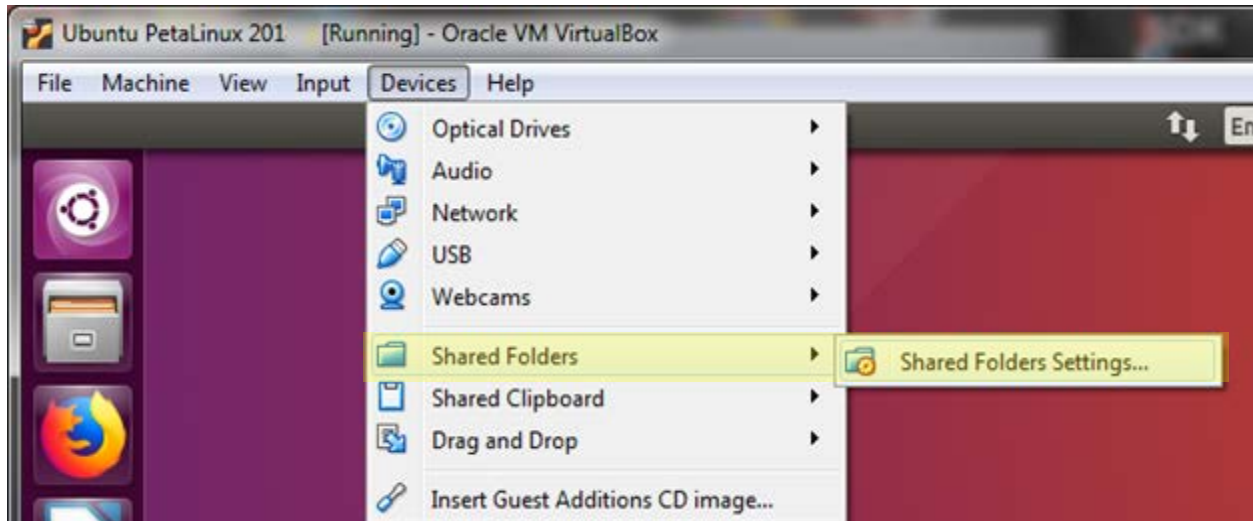 Ubuntu PetaLinux 201 [Running] - Oracle VM VirtualBox
File Machine View Input Devices Help
Optical Drives
Audio
Network
USB
Webcams
Shared Folders
Shared Folders Settings...
Shared Clipboard
Drag and Drop
Insert Guest Additions CD image...